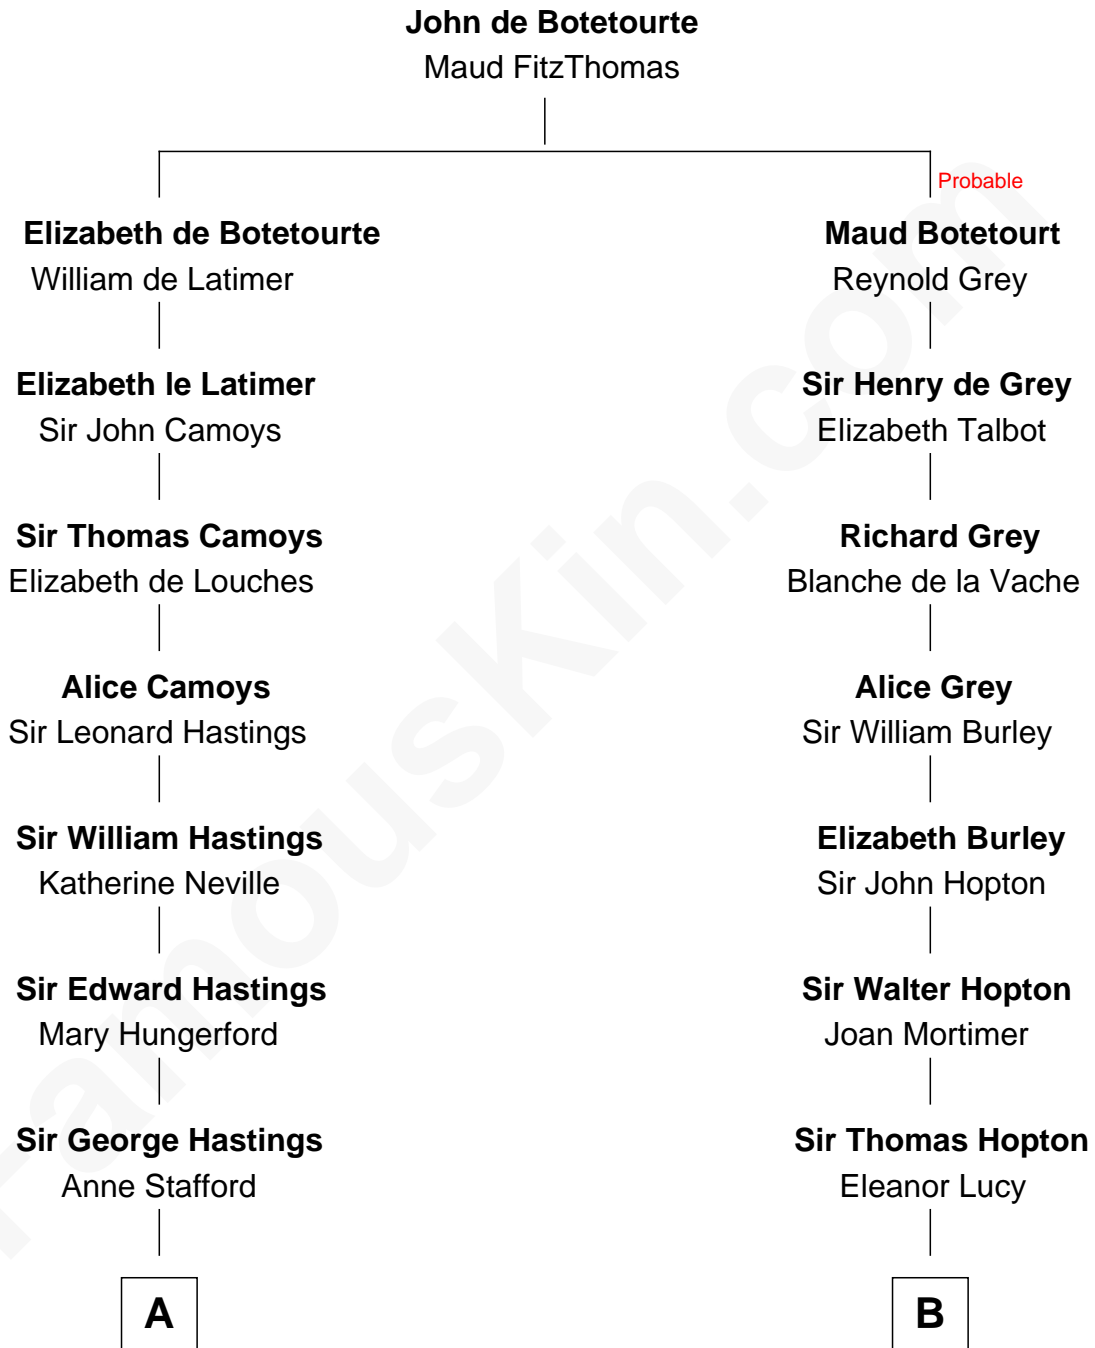 John de Botetourte
Maud FitzThomas
Probable
Elizabeth de Botetourte
William de Latimer
Maud Botetourt
Reynold Grey
Elizabeth le Latimer
Sir John Camoys
Sir Henry de Grey
Elizabeth Talbot
Sir Thomas Camoys
Elizabeth de Louches
Richard Grey
Blanche de la Vache
Alice Camoys
Sir Leonard Hastings
Alice Grey
Sir William Burley
Sir William Hastings
Katherine Neville
Elizabeth Burley
Sir John Hopton
Sir Edward Hastings
Mary Hungerford
Sir Walter Hopton
Joan Mortimer
Sir George Hastings
Anne Stafford
Sir Thomas Hopton
Eleanor Lucy
A
B
FamousKin.com